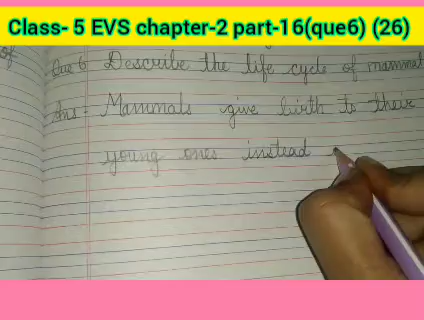 Class- 5 EVS chapter-2 part-16(que6) (26)
of
Que 6 Describe the life cycle of mammal
Ans - Mammals give birth to their
young ones instead